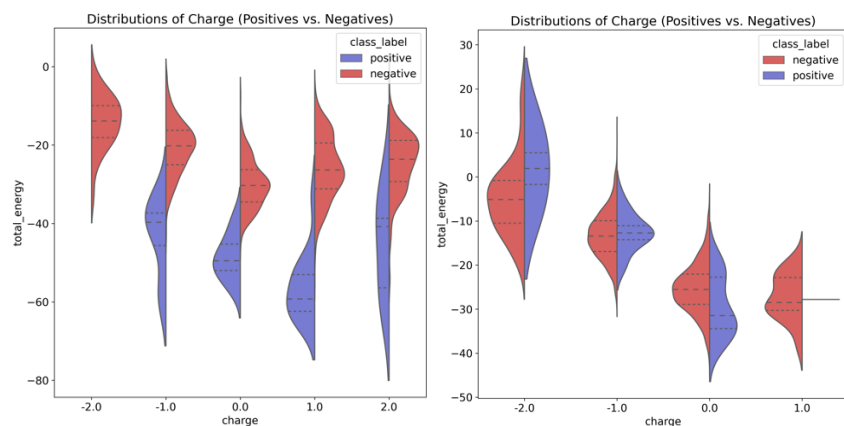 Distributions of Charge (Positives vs. Negatives)
class_label
positive
negative
0
−20
−40
−60
−80
total_energy
-2.0
-1.0
0.0
1.0
2.0
charge
Distributions of Charge (Positives vs. Negatives)
class_label
negative
positive
30
20
10
0
−10
−20
−30
−40
−50
total_energy
-2.0
-1.0
0.0
1.0
charge